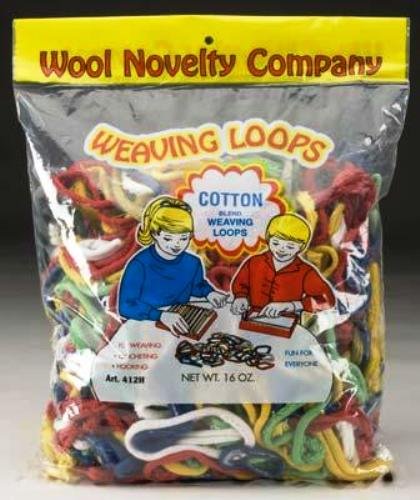 Wool Novelty Company
WEAVING LOOPS
COTTON
BLEND
WEAVING
LOOPS
WEAVING
• CROCHETING
• HOOKING
Art. 412H
NET WT. 16 OZ.
FUN FOR
EVERYONE